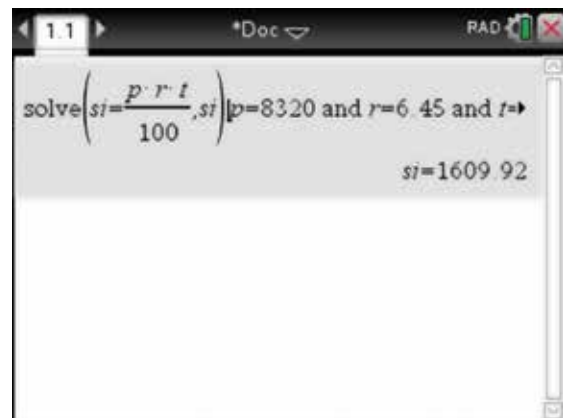 1.1 *Doc RAD
solve(si=p·r·t/100,si)|p=8320 and r=6.45 and t=
si=1609.92